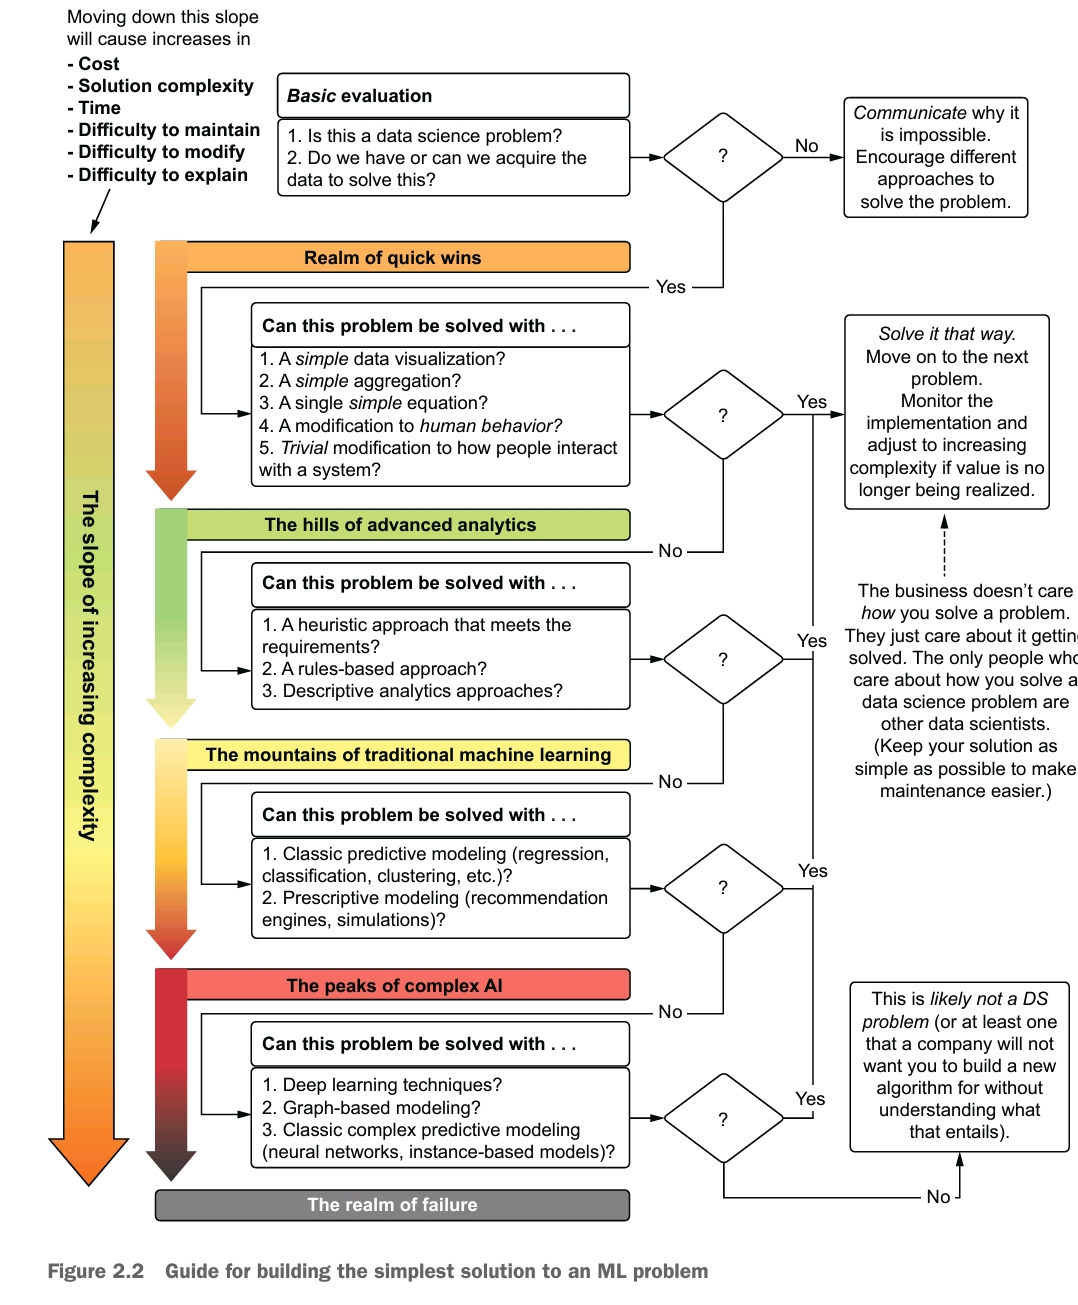 Moving down this slope
will cause increases in
- Cost
- Solution complexity
- Time
- Difficulty to maintain
- Difficulty to modify
- Difficulty to explain
Basic evaluation
1. Is this a data science problem?
2. Do we have or can we acquire the
data to solve this?
?
No
Communicate why it
is impossible.
Encourage different
approaches to
solve the problem.
Realm of quick wins
Yes
Can this problem be solved with . . .
1. A simple data visualization?
2. A simple aggregation?
3. A single simple equation?
4. A modification to human behavior?
5. Trivial modification to how people interact
with a system?
?
Yes
Solve it that way.
Move on to the next
problem.
Monitor the
implementation and
adjust to increasing
complexity if value is no
longer being realized.
The slope of increasing complexity
The hills of advanced analytics
No
Can this problem be solved with . . .
1. A heuristic approach that meets the
requirements?
2. A rules-based approach?
3. Descriptive analytics approaches?
?
Yes
The business doesn't care
how you solve a problem.
They just care about it getting
solved. The only people who
care about how you solve a
data science problem are
other data scientists.
(Keep your solution as
simple as possible to make
maintenance easier.)
The mountains of traditional machine learning
No
Can this problem be solved with . . .
1. Classic predictive modeling (regression,
classification, clustering, etc.)?
2. Prescriptive modeling (recommendation
engines, simulations)?
?
Yes
The peaks of complex AI
No
Can this problem be solved with . . .
1. Deep learning techniques?
2. Graph-based modeling?
3. Classic complex predictive modeling
(neural networks, instance-based models)?
?
Yes
This is likely not a DS
problem (or at least one
that a company will not
want you to build a new
algorithm for without
understanding what
that entails).
No
The realm of failure
Figure 2.2 Guide for building the simplest solution to an ML problem